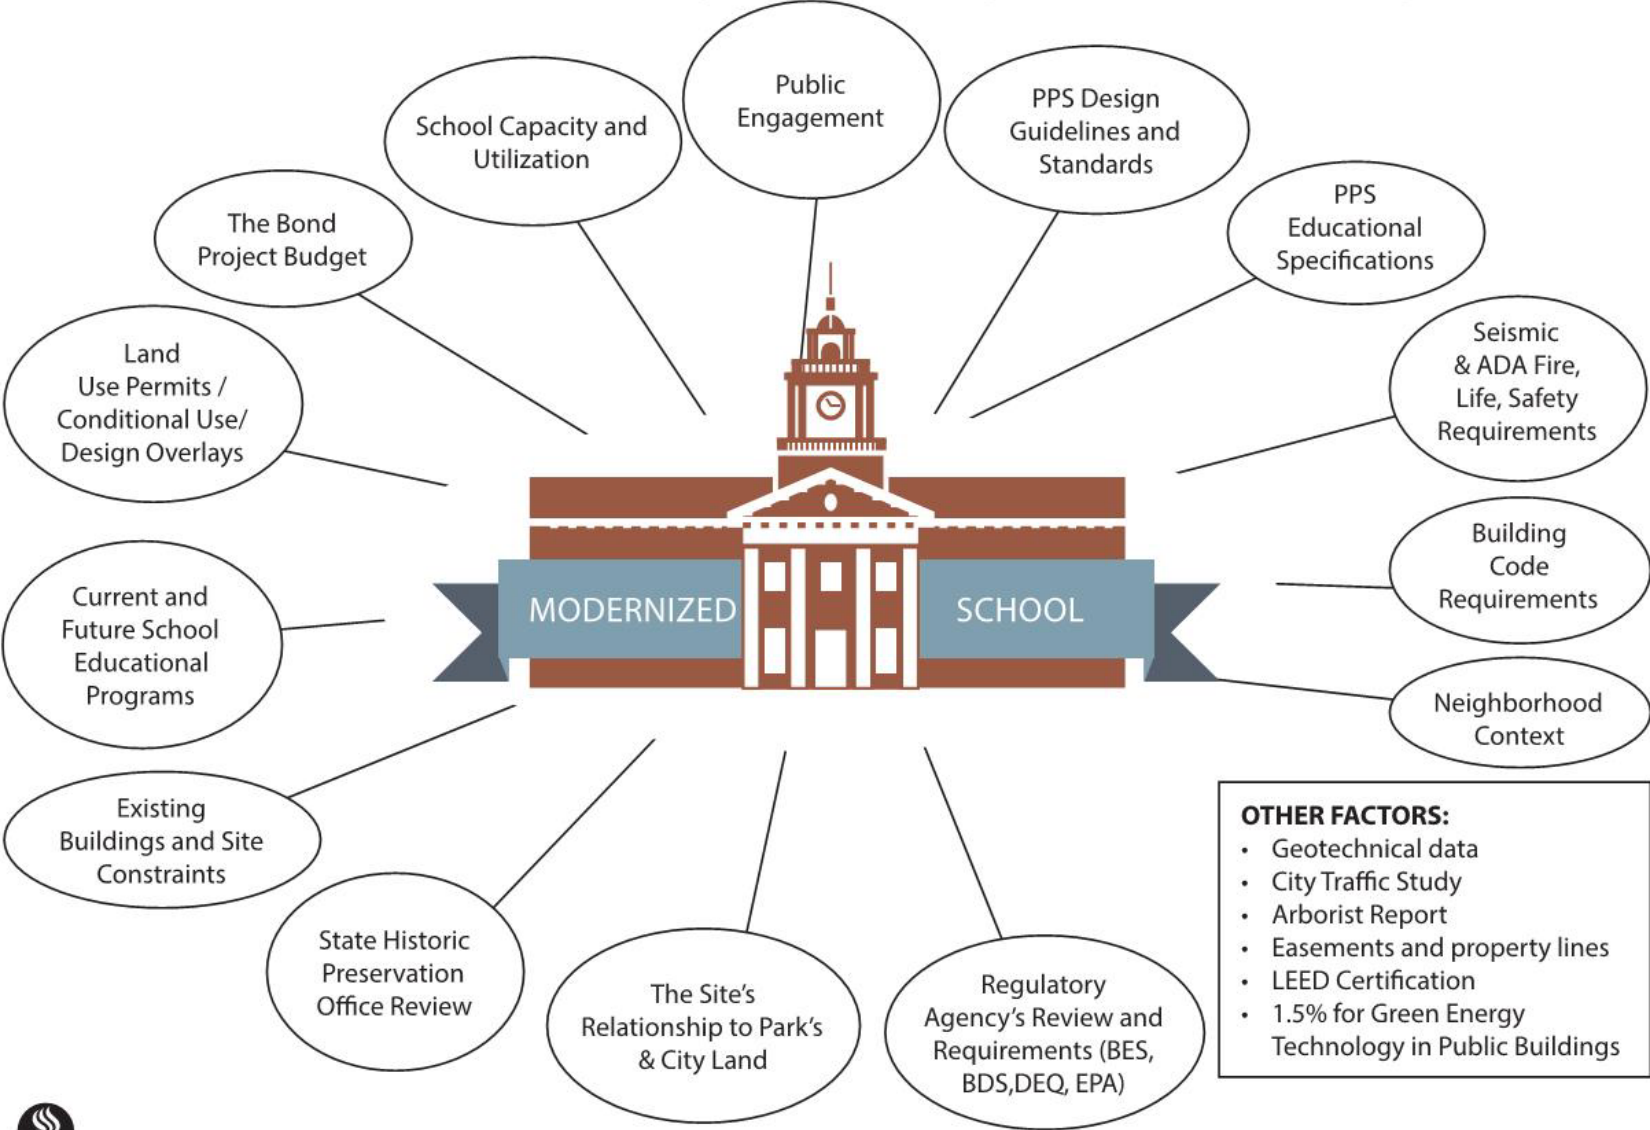 Public
Engagement
School Capacity and
Utilization
PPS Design
Guidelines and
Standards
The Bond
Project Budget
PPS
Educational
Specifications
Land
Use Permits /
Conditional Use/
Design Overlays
Seismic
& ADA Fire,
Life, Safety
Requirements
Building
Code
Requirements
Current and
Future School
Educational
Programs
MODERNIZED SCHOOL
Neighborhood
Context
Existing
Buildings and Site
Constraints
State Historic
Preservation
Office Review
The Site's
Relationship to Park's
& City Land
Regulatory
Agency's Review and
Requirements (BES,
BDS,DEQ, EPA)
OTHER FACTORS:
• Geotechnical data
• City Traffic Study
• Arborist Report
• Easements and property lines
• LEED Certification
• 1.5% for Green Energy
Technology in Public Buildings